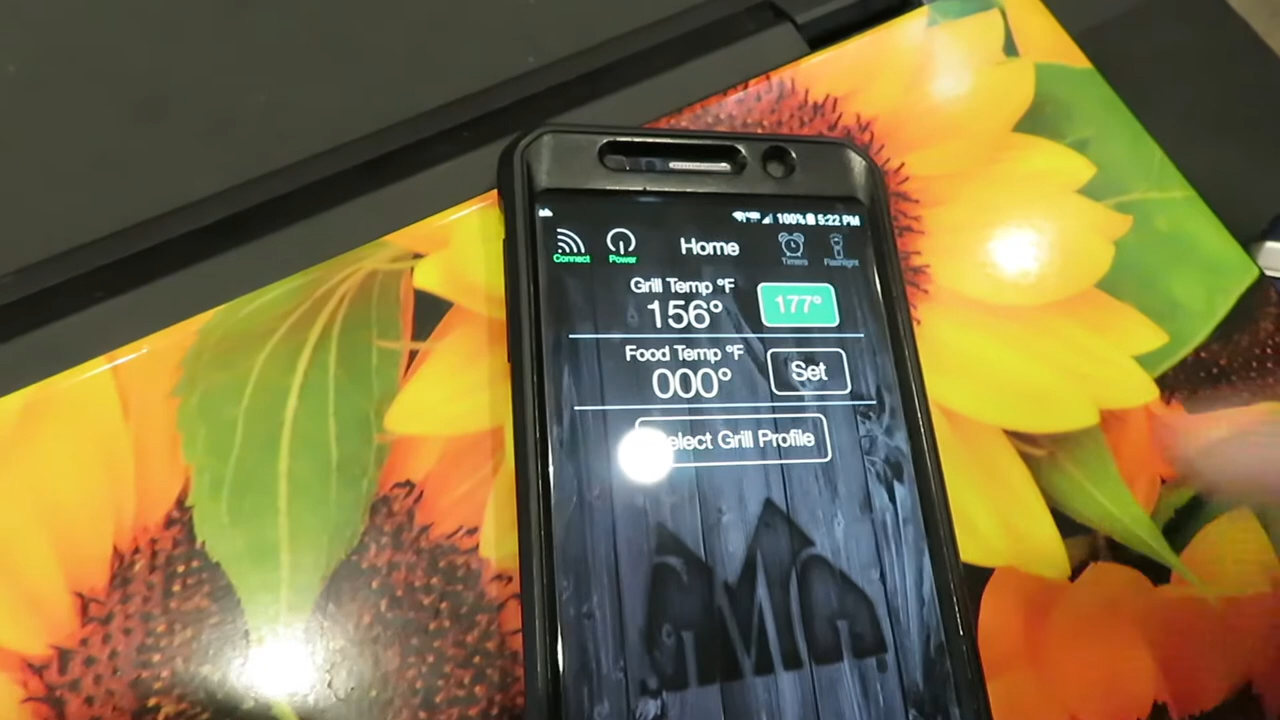 100% 5:22 PM
Connect Power Home Timers Flashlight
Grill Temp °F
156° 177°
Food Temp °F
000° Set
elect Grill Profile
GMG